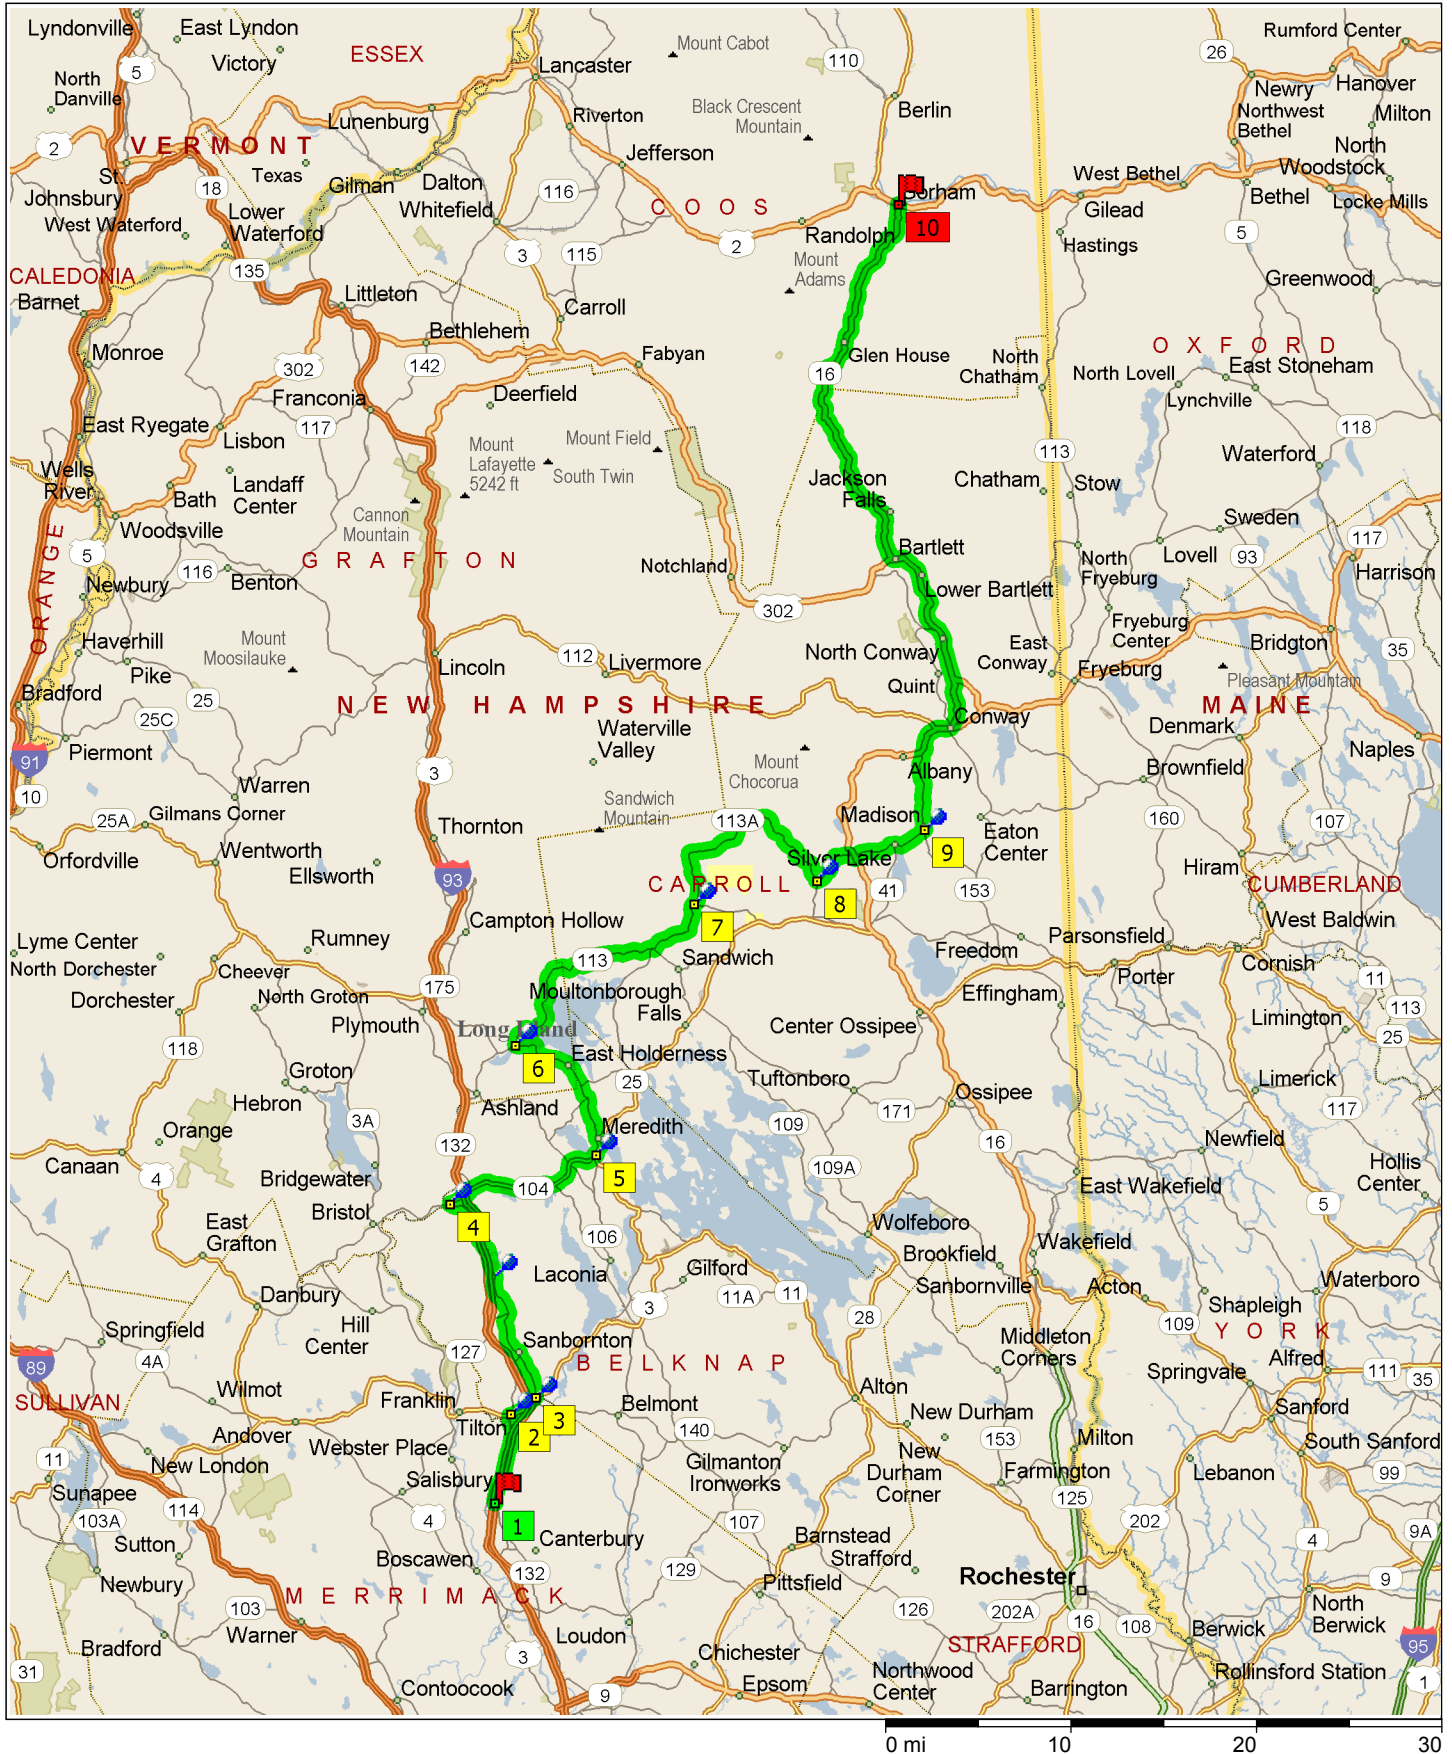 Lyndonville
East Lyndon
Victory
5
North
Danville
2
VERMONT
St.
Johnsbury
West Waterford
18
Texas
Lower
Waterford
135
CALEDONIA
Barnet
ESSEX
Lunenburg
Gilman
Dalton
Whitefield
Lancaster
Riverton
Jefferson
116
Mount Cabot
Black Crescent
Mountain
110
Berlin
COOS
2
Randolph
Gorham
10
Mount
Adams
26
Rumford Center
Newry
Hanover
Northwest
Bethel
Milton
North
Woodstock
West Bethel
Bethel
Locke Mills
Gilead
Hastings
5
Greenwood
3
115
Littleton
Carroll
Bethlehem
Fabyan
Monroe
302
142
Franconia
117
Deerfield
Glen House
16
North
Chatham
OXFORD
North Lovell
East Stoneham
Lynchville
118
Waterford
East Ryegate
Lisbon
Wells
River
Bath
Landaff
Center
Woodsville
Mount
Lafayette
5242 ft
Mount Field
South Twin
Cannon
Mountain
Jackson
Falls
113
Chatham
Stow
Sweden
93
117
Lovell
Harrison
ORANGE
5
116
Benton
Newbury
GRAFTON
Notchland
Bartlett
Lower Bartlett
302
North
Fryeburg
Fryeburg
Center
Bridgton
35
Haverhill
Mount
Moosilauke
Pike
Bradford
25
25C
Lincoln
112
Livermore
North Conway
Quint
East
Conway
Fryeburg
Pleasant Mountain
NEW HAMPSHIRE
MAINE
Waterville
Valley
Conway
Denmark
Naples
Piermont
91
10
Warren
3
Mount
Chocorua
Albany
Brownfield
25A
Gilmans Corner
Thornton
Sandwich
Mountain
113A
Madison
Eaton
Center
160
107
Orfordville
Wentworth
Ellsworth
93
Silver Lake
9
Hiram
CARROLL
41
153
CUMBERLAND
8
7
Campton Hollow
West Baldwin
Lyme Center
Rumney
North Dorchester
Cheever
113
Sandwich
Freedom
Parsonsfield
Porter
Cornish
11
Dorchester
North Groton
175
Moultonborough
Falls
Effingham
113
Plymouth
Long Island
Center Ossipee
Limington
25
118
6
East Holderness
Groton
25
Tuftonboro
Limerick
Hebron
Ashland
Ossipee
117
3A
171
Orange
132
Meredith
109
16
Newfield
Canaan
4
Bridgewater
5
109A
Hollis
Center
104
East Wakefield
5
Bristol
4
East
Grafton
106
Wolfeboro
Wakefield
Brookfield
Laconia
Gilford
Sanbornville
Acton
Waterboro
Danbury
11A
11
Shapleigh
3
28
109
YORK
Springfield
Hill
Center
Sanbornton
Middleton
Corners
89
4A
127
BELKNAP
Springvale
Alfred
111
35
SULLIVAN
Wilmot
Franklin
Alton
Sanford
3
Belmont
New Durham
Andover
Tilton
2
140
153
Milton
South Sanford
Webster Place
New London
11
Gilmanton
Ironworks
New
Durham
Corner
Farmington
Lebanon
99
Salisbury
Sunapee
125
114
103A
4
1
107
202
9A
Sutton
Canterbury
Barnstead
4
Boscawen
Strafford
Newbury
132
129
Rochester
9
MERRIMACK
Pittsfield
103
126
202A
North
Berwick
16
108
Warner
Bradford
Loudon
STRAFFORD
Berwick
95
31
3
Chichester
Northwood
Center
Rollinsford Station
Contoocook
9
Epsom
Barrington
1
0 mi 10 20 30